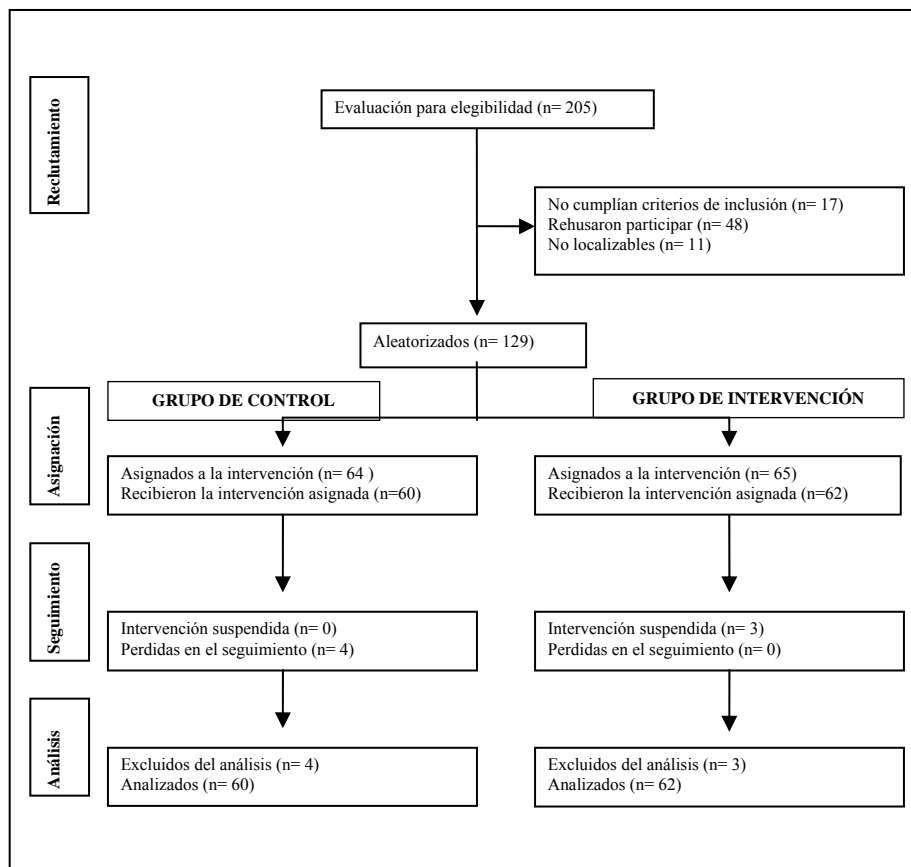 Reclutamiento
Evaluación para elegibilidad (n= 205)
No cumplían criterios de inclusión (n= 17)
Rehusaron participar (n= 48)
No localizables (n= 11)
Aleatorizados (n= 129)
Asignación
GRUPO DE CONTROL
GRUPO DE INTERVENCIÓN
Asignados a la intervención (n= 64 )
Recibieron la intervención asignada (n=60)
Asignados a la intervención (n= 65)
Recibieron la intervención asignada (n=62)
Seguimiento
Intervención suspendida (n= 0)
Perdidas en el seguimiento (n= 4)
Intervención suspendida (n= 3)
Perdidas en el seguimiento (n= 0)
Análisis
Excluidos del análisis (n= 4)
Analizados (n= 60)
Excluidos del análisis (n= 3)
Analizados (n= 62)